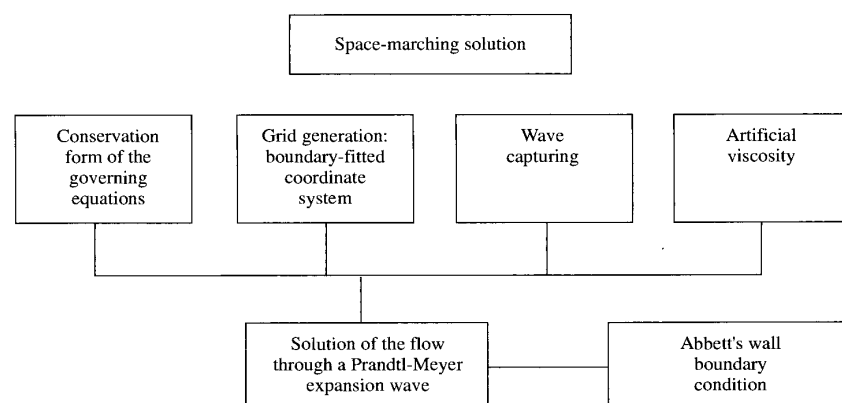 Space-marching solution
Conservation
form of the
governing
equations
Grid generation:
boundary-fitted
coordinate
system
Wave
capturing
Artificial
viscosity
Solution of the flow
through a Prandtl-Meyer
expansion wave
Abbett's wall
boundary
condition